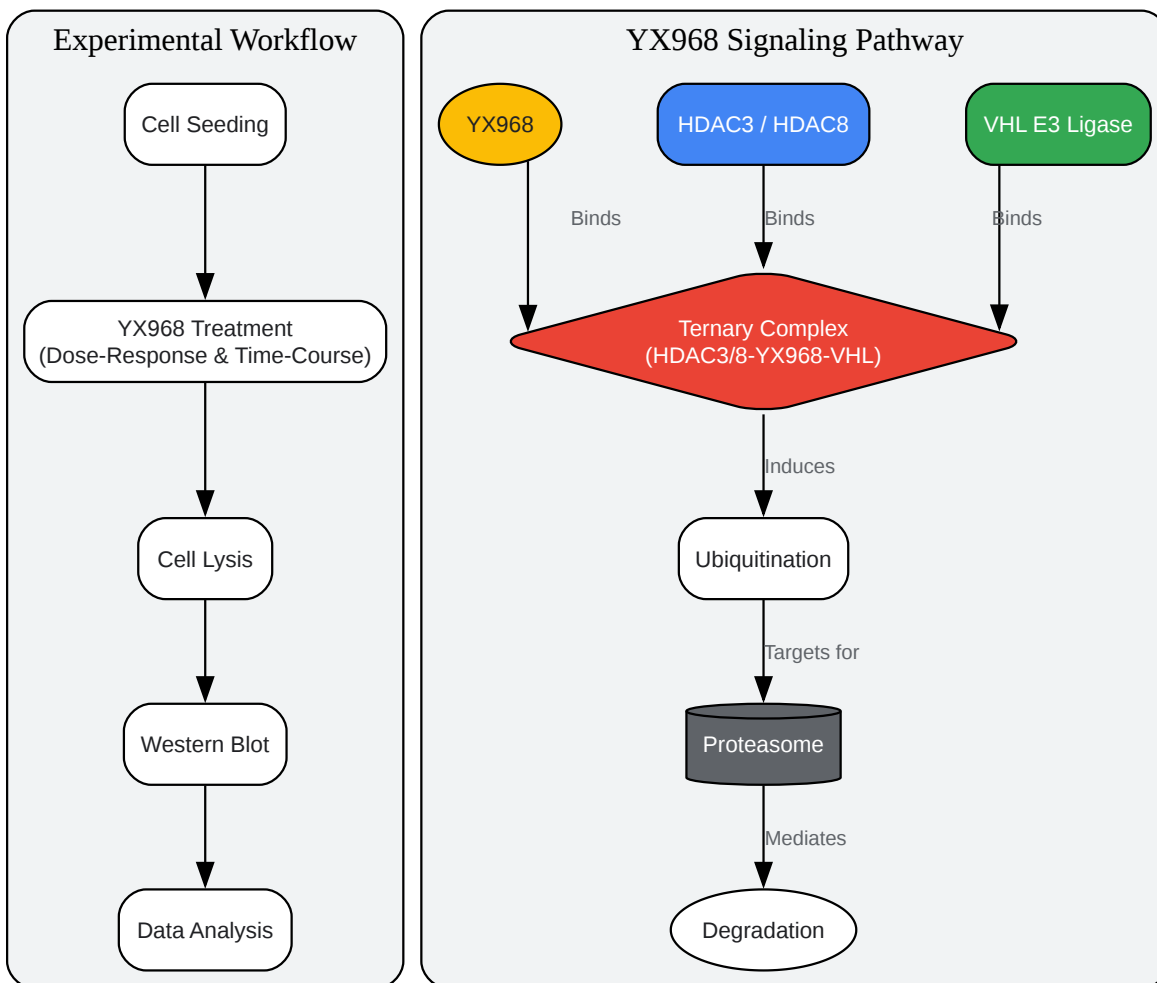 Experimental Workflow
Cell Seeding
YX968 Treatment
(Dose-Response & Time-Course)
Cell Lysis
Western Blot
Data Analysis
YX968 Signaling Pathway
YX968
HDAC3 / HDAC8
VHL E3 Ligase
Binds
Binds
Binds
Ternary Complex
(HDAC3/8-YX968-VHL)
Induces
Ubiquitination
Targets for
Proteasome
Mediates
Degradation